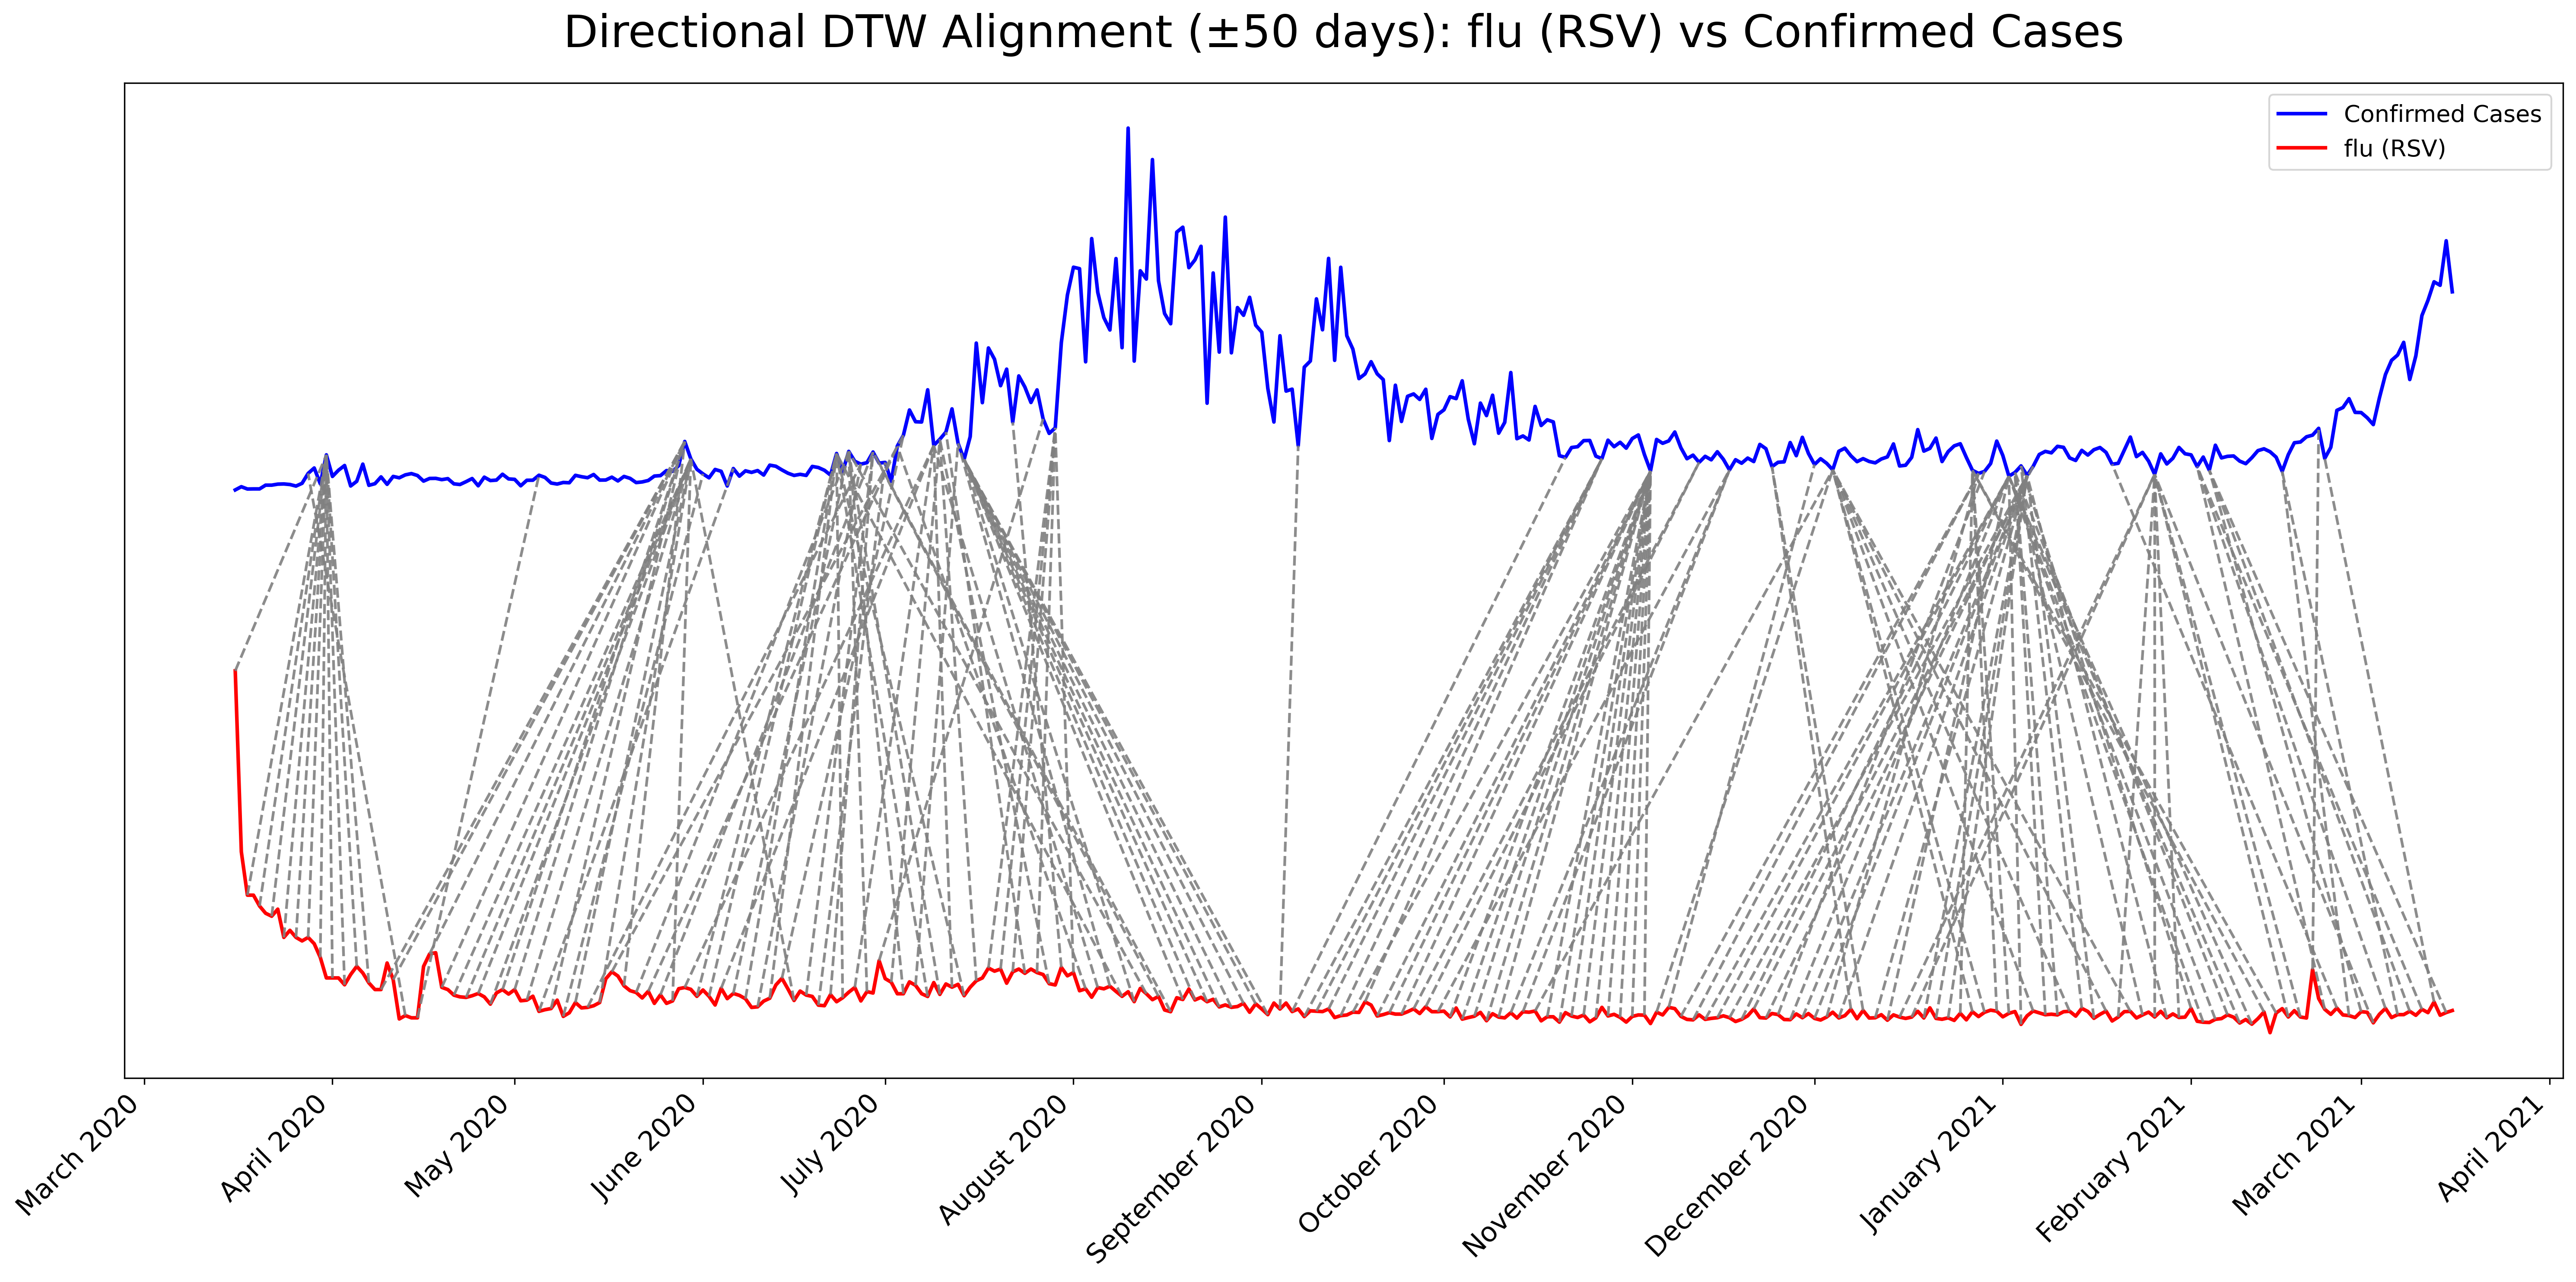 Directional DTW Alignment (±50 days): flu (RSV) vs Confirmed Cases
Confirmed Cases
flu (RSV)
March 2020
April 2020
May 2020
June 2020
July 2020
August 2020
September 2020
October 2020
November 2020
December 2020
January 2021
February 2021
March 2021
April 2021